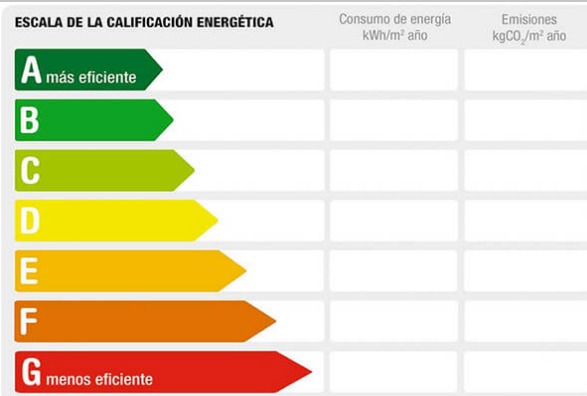 ESCALA DE LA CALIFICACIÓN ENERGÉTICA
Consumo de energía
kWh/m² año
Emisiones
kgCO₂/m² año
A más eficiente
B
C
D
E
F
G menos eficiente